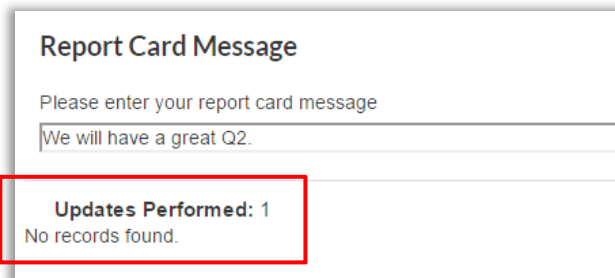 Report Card Message
Please enter your report card message
We will have a great Q2.
Updates Performed: 1
No records found.